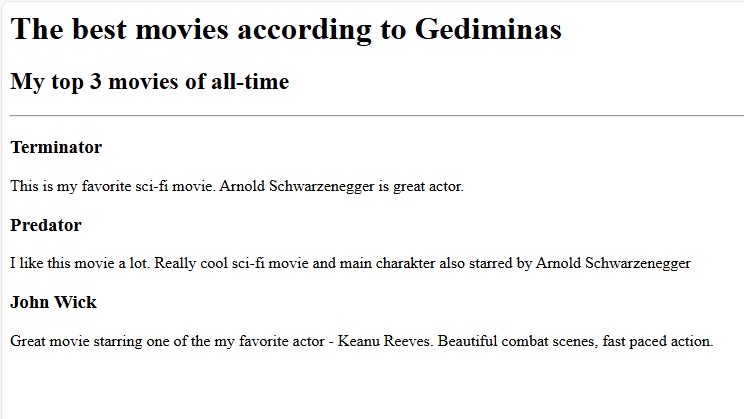 The best movies according to Gediminas
My top 3 movies of all-time
Terminator
This is my favorite sci-fi movie. Arnold Schwarzenegger is great actor.
Predator
I like this movie a lot. Really cool sci-fi movie and main charakter also starred by Arnold Schwarzenegger
John Wick
Great movie starring one of the my favorite actor - Keanu Reeves. Beautiful combat scenes, fast paced action.